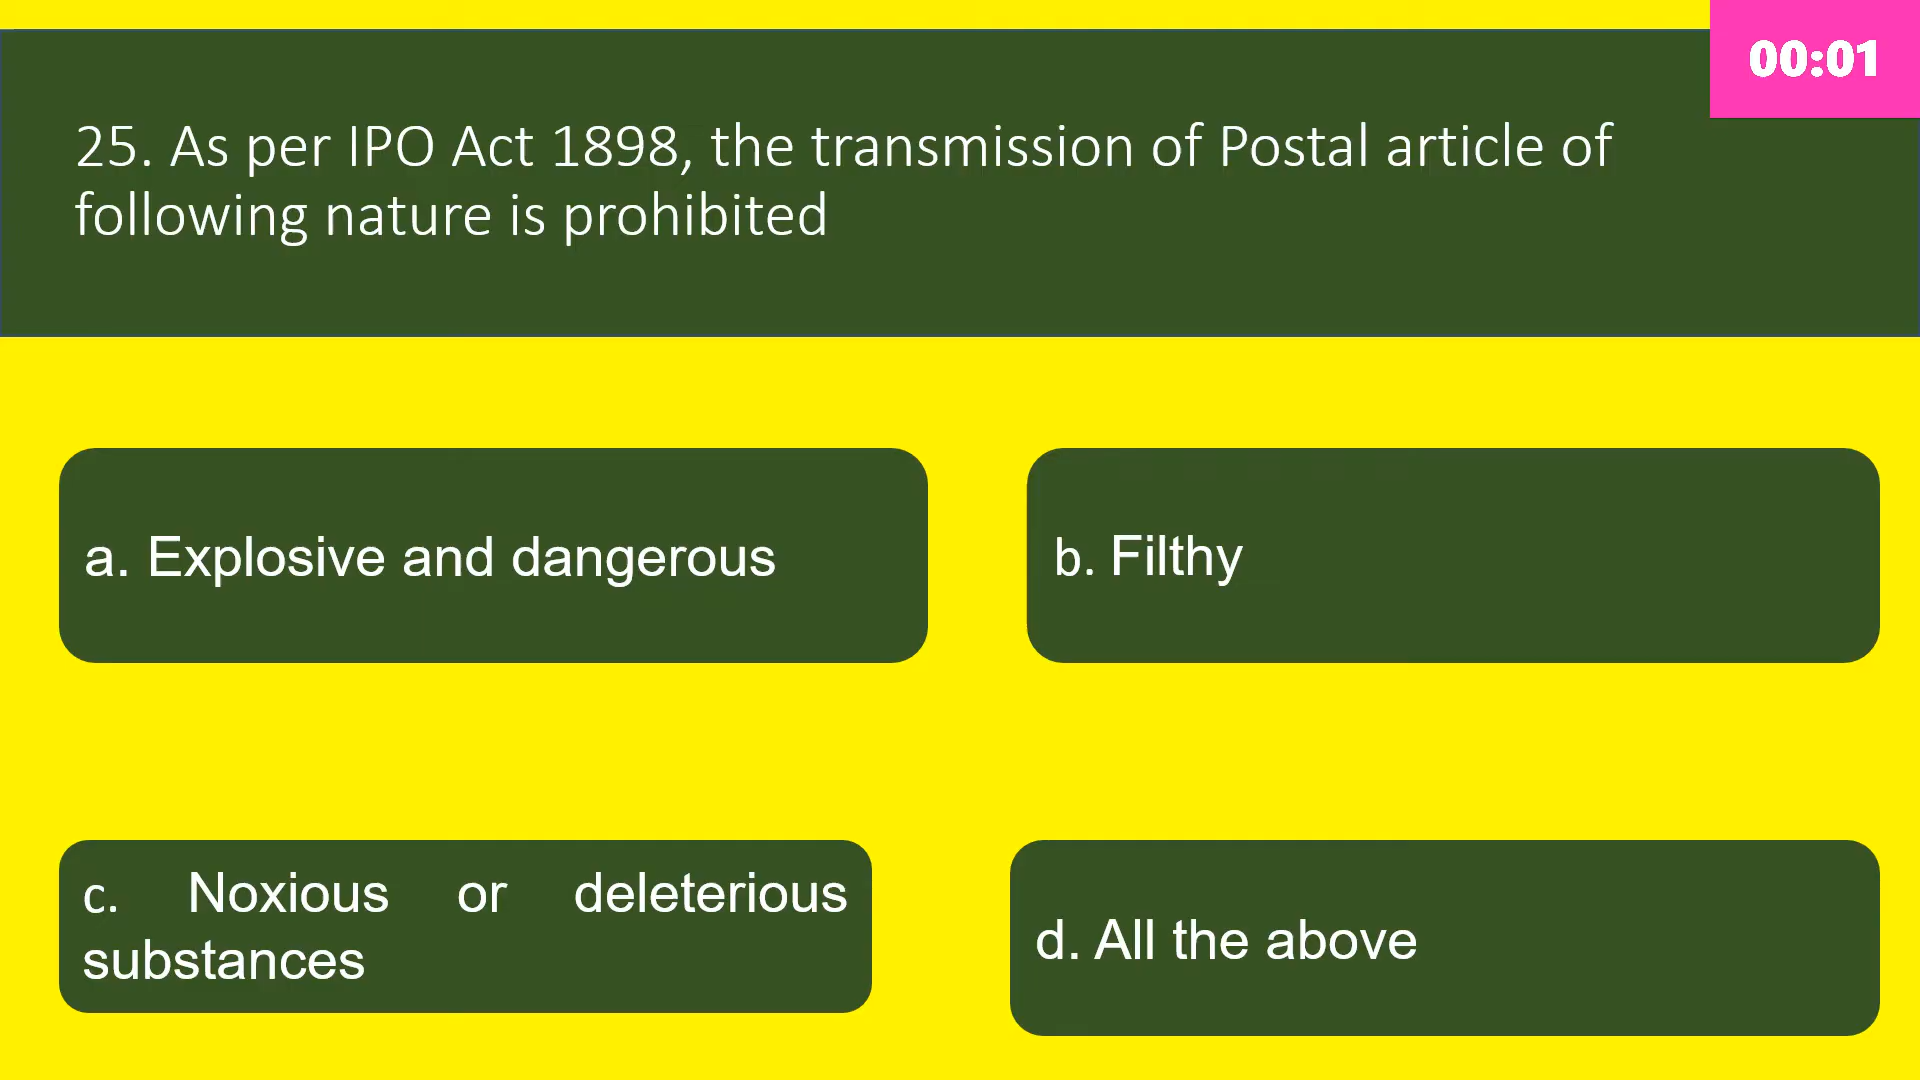 00:01
25. As per IPO Act 1898, the transmission of Postal article of
following nature is prohibited
a. Explosive and dangerous
b. Filthy
c. Noxious or deleterious
substances
d. All the above